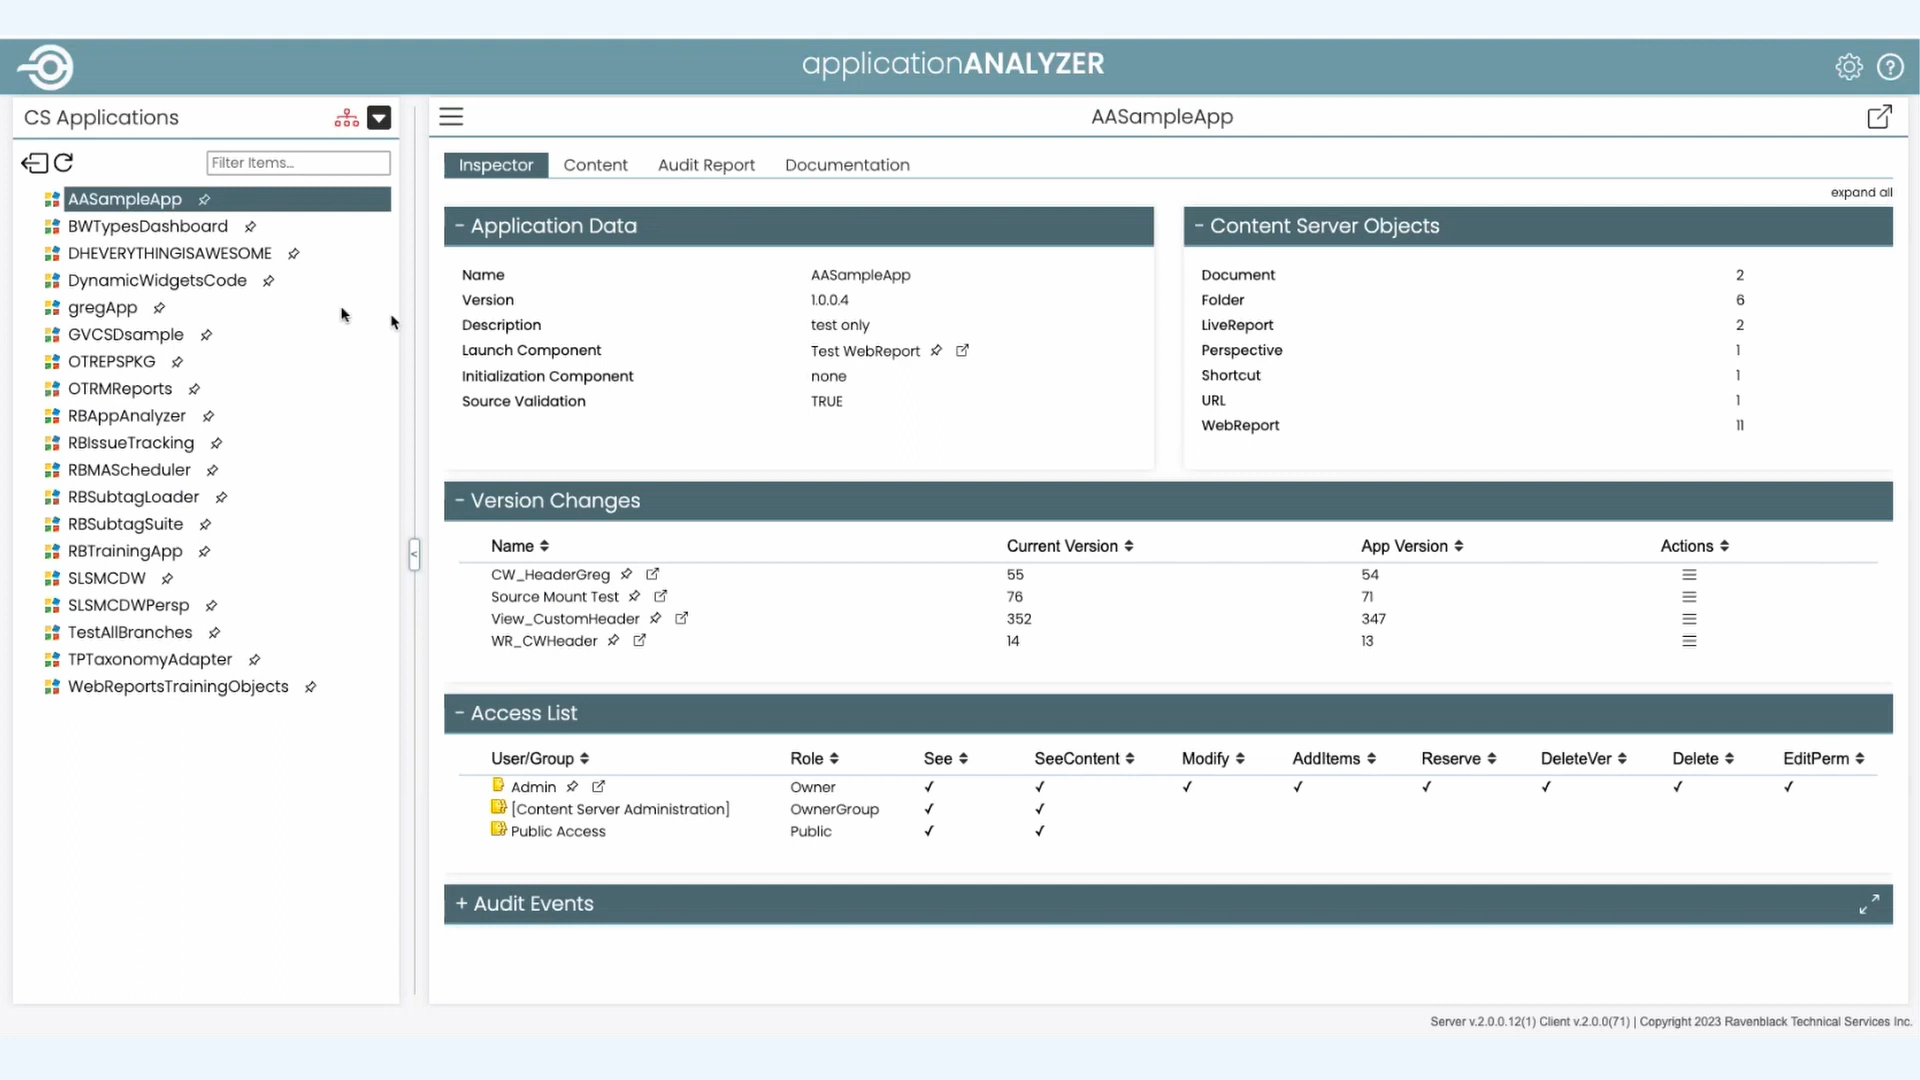 applicationANALYZER
?
CS Applications
Filter Items...
AASampleApp
BWTypesDashboard
DHEVERYTHINGISAWESOME
DynamicWidgetsCode
gregApp
GVCSDsample
OTREPSPKG
OTRMReports
RBAppAnalyzer
RBIssueTracking
RBMAScheduler
RBSubtagLoader
RBSubtagSuite
RBTrainingApp
SLSMCDW
SLSMCDWPersp
TestAllBranches
TPTaxonomyAdapter
WebReportsTrainingObjects
<
AASampleApp
Inspector Content Audit Report Documentation
expand all
- Application Data
Name AASampleApp
Version 1.0.0.4
Description test only
Launch Component Test WebReport
Initialization Component none
Source Validation TRUE
- Content Server Objects
Document 2
Folder 6
LiveReport 2
Perspective 1
Shortcut 1
URL 1
WebReport 11
- Version Changes
Name Current Version App Version Actions
CW_HeaderGreg 55 54
Source Mount Test 76 71
View_CustomHeader 352 347
WR_CWHeader 14 13
- Access List
User/Group Role See SeeContent Modify AddItems Reserve DeleteVer Delete EditPerm
Admin Owner ✓ ✓ ✓ ✓ ✓ ✓ ✓ ✓
[Content Server Administration] OwnerGroup ✓ ✓
Public Access Public ✓ ✓
+ Audit Events
Server v.2.0.0.12(1) Client v.2.0.0(71) | Copyright 2023 Ravenblack Technical Services Inc.